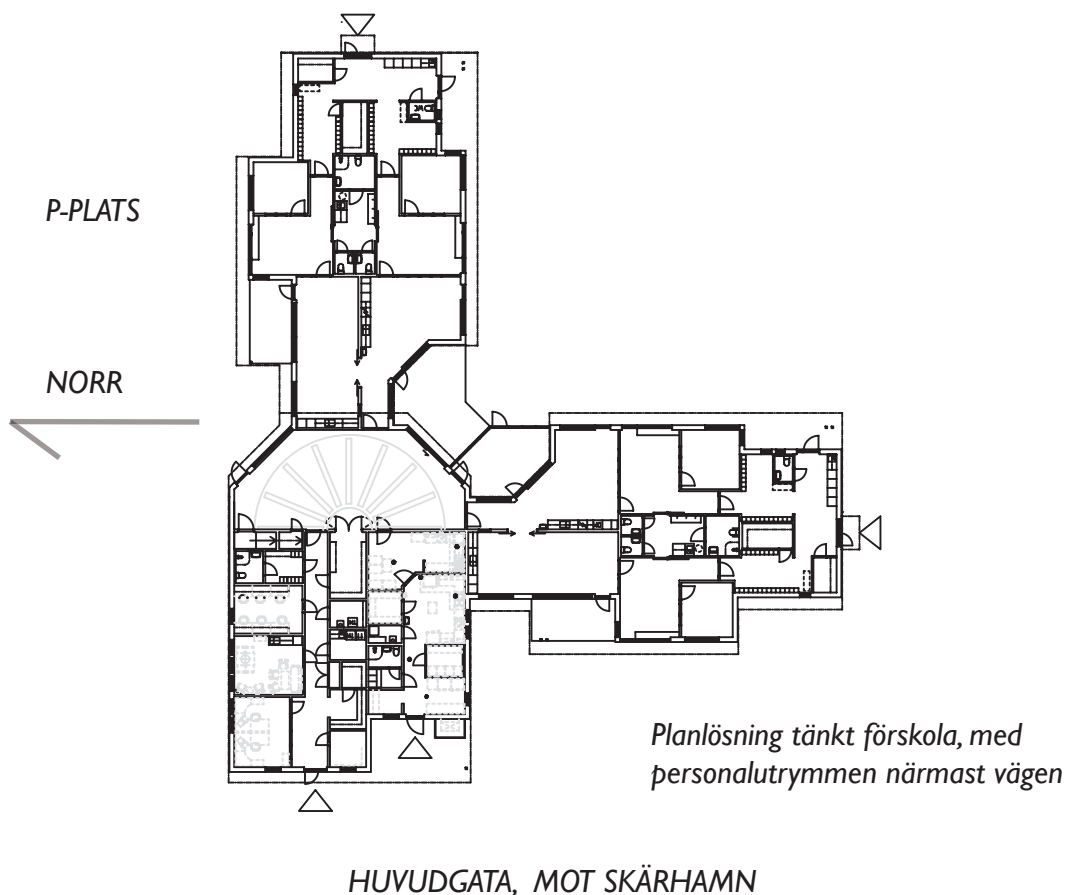 P-PLATS
NORR
Planlösning tänkt förskola, med
personalutrymmen närmast vägen
HUVUDGATA, MOT SKÄRHAMN